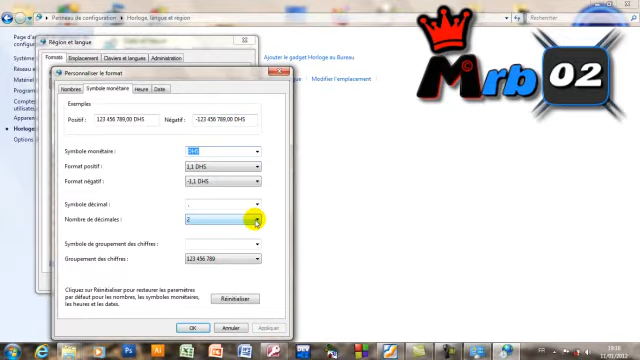 Panneau de configuration ▸ Horloge, langue et région
Rechercher
Région et langue
Formats Emplacement Claviers et langues Administration
Ajouter le gadget Horloge au Bureau
Modifier l'emplacement
Personnaliser le format
Nombres Symbole monétaire Heure Date
Exemples
Positif : 123 456 789,00 DHS Négatif : -123 456 789,00 DHS
Symbole monétaire : DHS
Format positif : 1,1 DHS
Format négatif : -1,1 DHS
Symbole décimal : ,
Nombre de décimales : 2
Symbole de groupement des chiffres :
Groupement des chiffres : 123 456 789
Cliquez sur Réinitialiser pour restaurer les paramètres
par défaut pour les nombres, les symboles monétaires,
les heures et les dates.
Réinitialiser
OK Annuler Appliquer
Mrb 02
FR